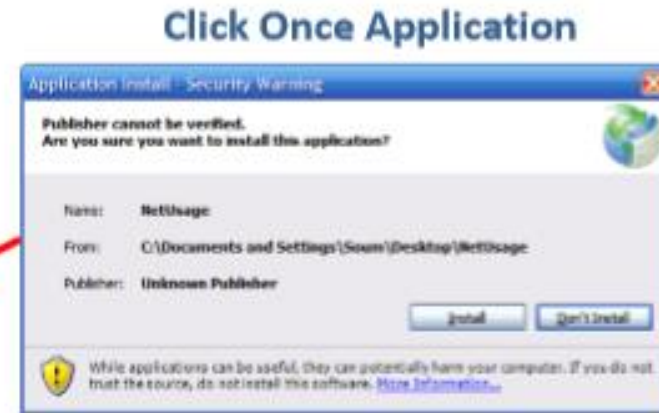 Click Once Application
Application Install - Security Warning
Publisher cannot be verified.
Are you sure you want to install this application?
Name: NetUsage
From: C:\Documents and Settings\Soum\Desktop\NetUsage
Publisher: Unknown Publisher
Install Don't Install
While applications can be useful, they can potentially harm your computer. If you do not
trust the source, do not install this software. More Information...